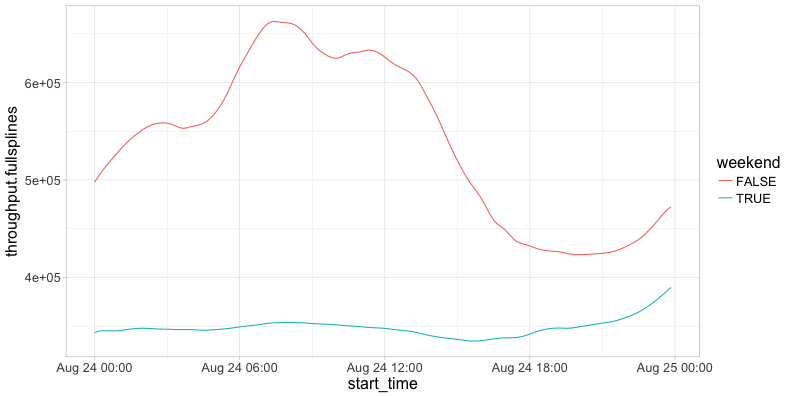 throughput.fullsplines
6e+05
5e+05
4e+05
Aug 24 00:00
Aug 24 06:00
Aug 24 12:00
Aug 24 18:00
Aug 25 00:00
start_time
weekend
FALSE
TRUE